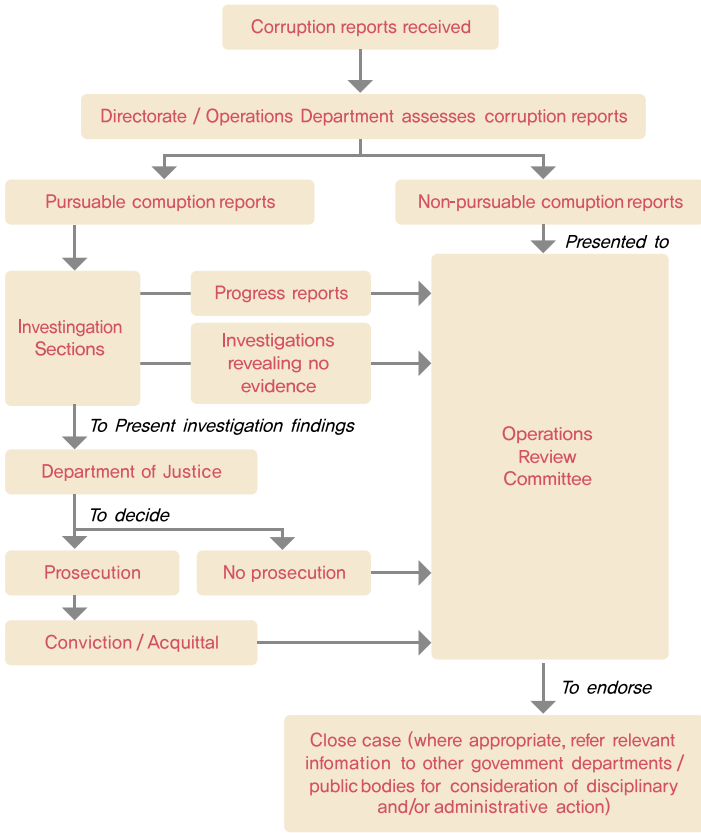 Corruption reports received
Directorate / Operations Department assesses corruption reports
Pursuable comuption reports
Non-pursuable comuption reports
Presented to
Investingation
Sections
Progress reports
Investigations
revealing no
evidence
To Present investigation findings
Operations
Review
Committee
Department of Justice
To decide
Prosecution
No prosecution
Conviction / Acquittal
To endorse
Close case (where appropriate, refer relevant
infomation to other govemment departments /
public bodies for consideration of disciplinary
and/or administrative action)